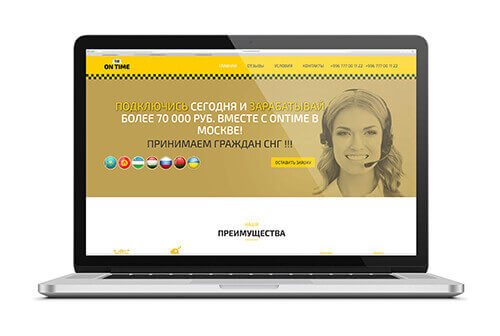 ON TIME
ГЛАВНАЯ ОТЗЫВЫ УСЛОВИЯ КОНТАКТЫ +996 777 00 11 22 +996 777 00 11 22
ПОДКЛЮЧИСЬ СЕГОДНЯ И ЗАРАБАТЫВАЙ
БОЛЕЕ 70 000 РУБ. ВМЕСТЕ С ONTIME В
МОСКВЕ!
ПРИНИМАЕМ ГРАЖДАН СНГ !!!
ОСТАВИТЬ ЗАЯВКУ
НАШИ
ПРЕИМУЩЕСТВА